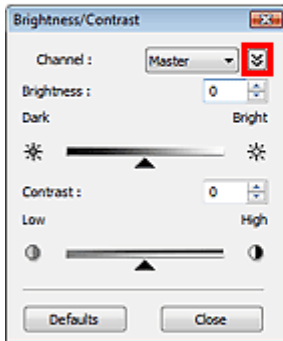 Brightness/Contrast
Channel : Master
Brightness : 0
Dark Bright
Contrast : 0
Low High
Defaults Close